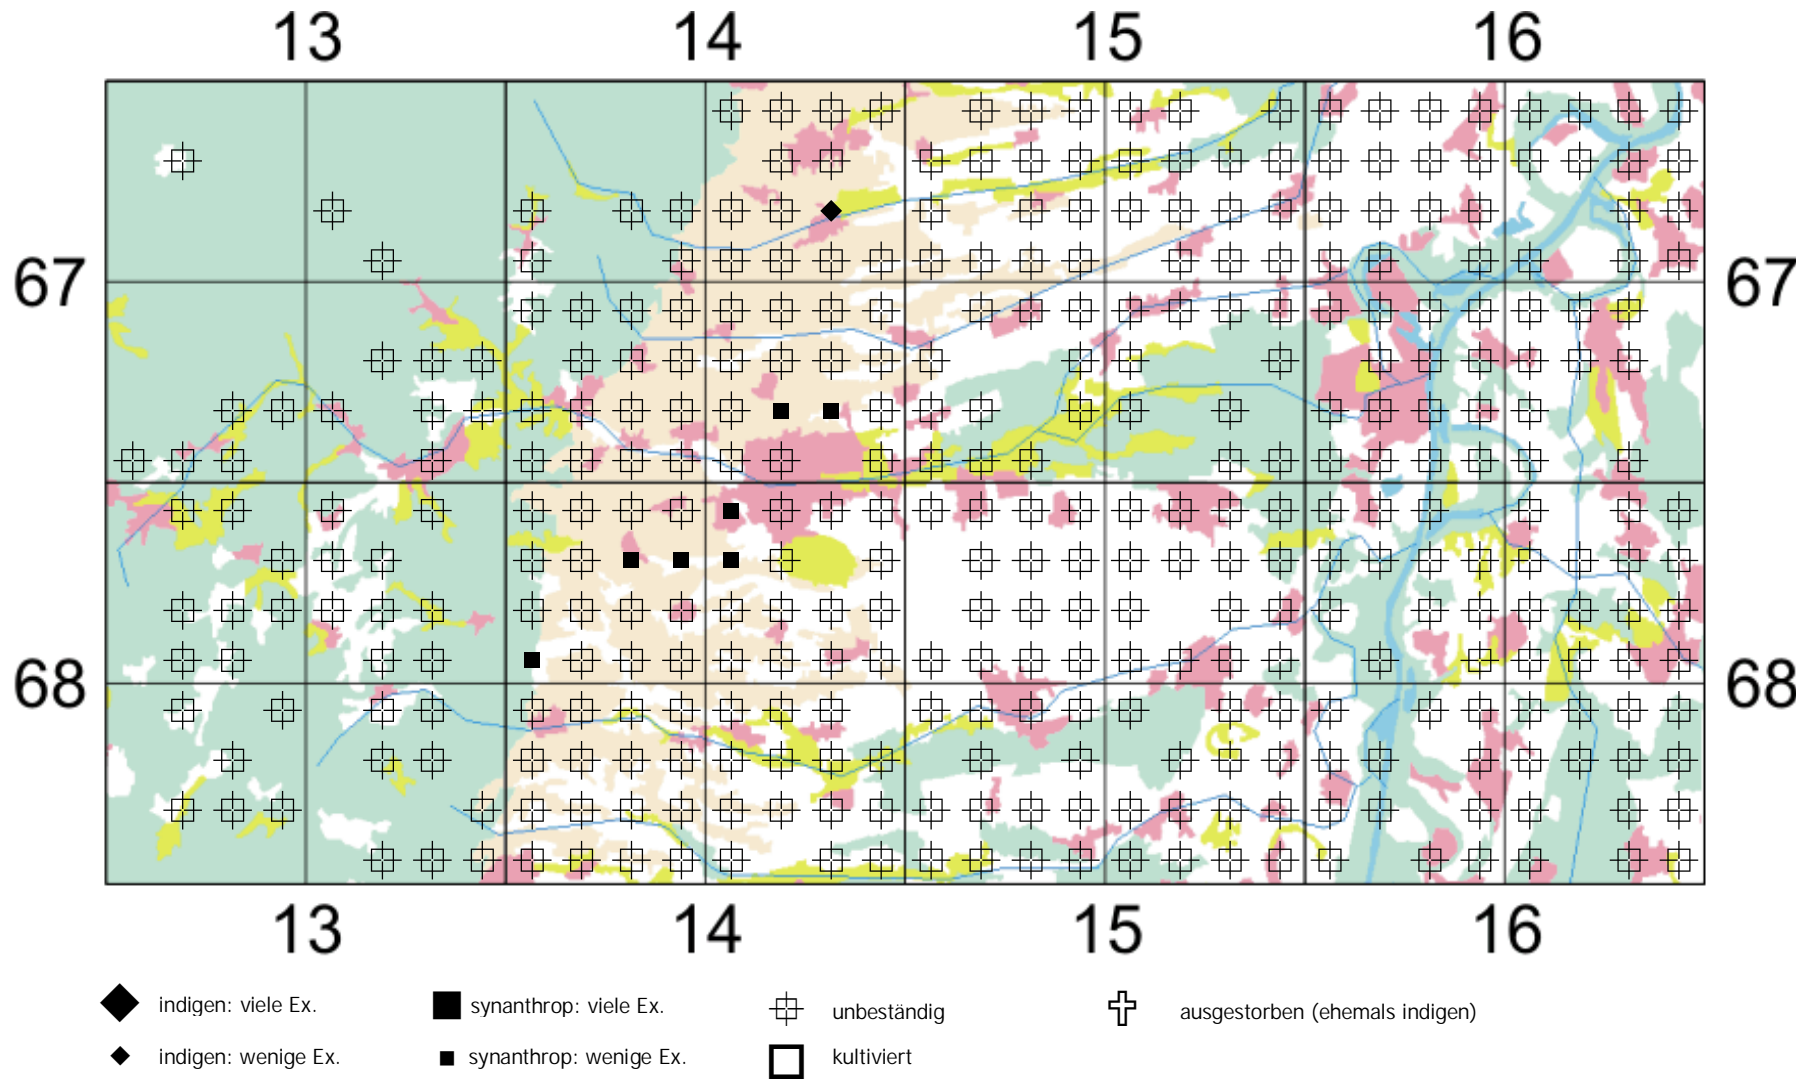 13 14 15 16
67 67
68 68
13 14 15 16
indigen: viele Ex. synanthrop: viele Ex. unbeständig ausgestorben (ehemals indigen)
indigen: wenige Ex. synanthrop: wenige Ex. kultiviert